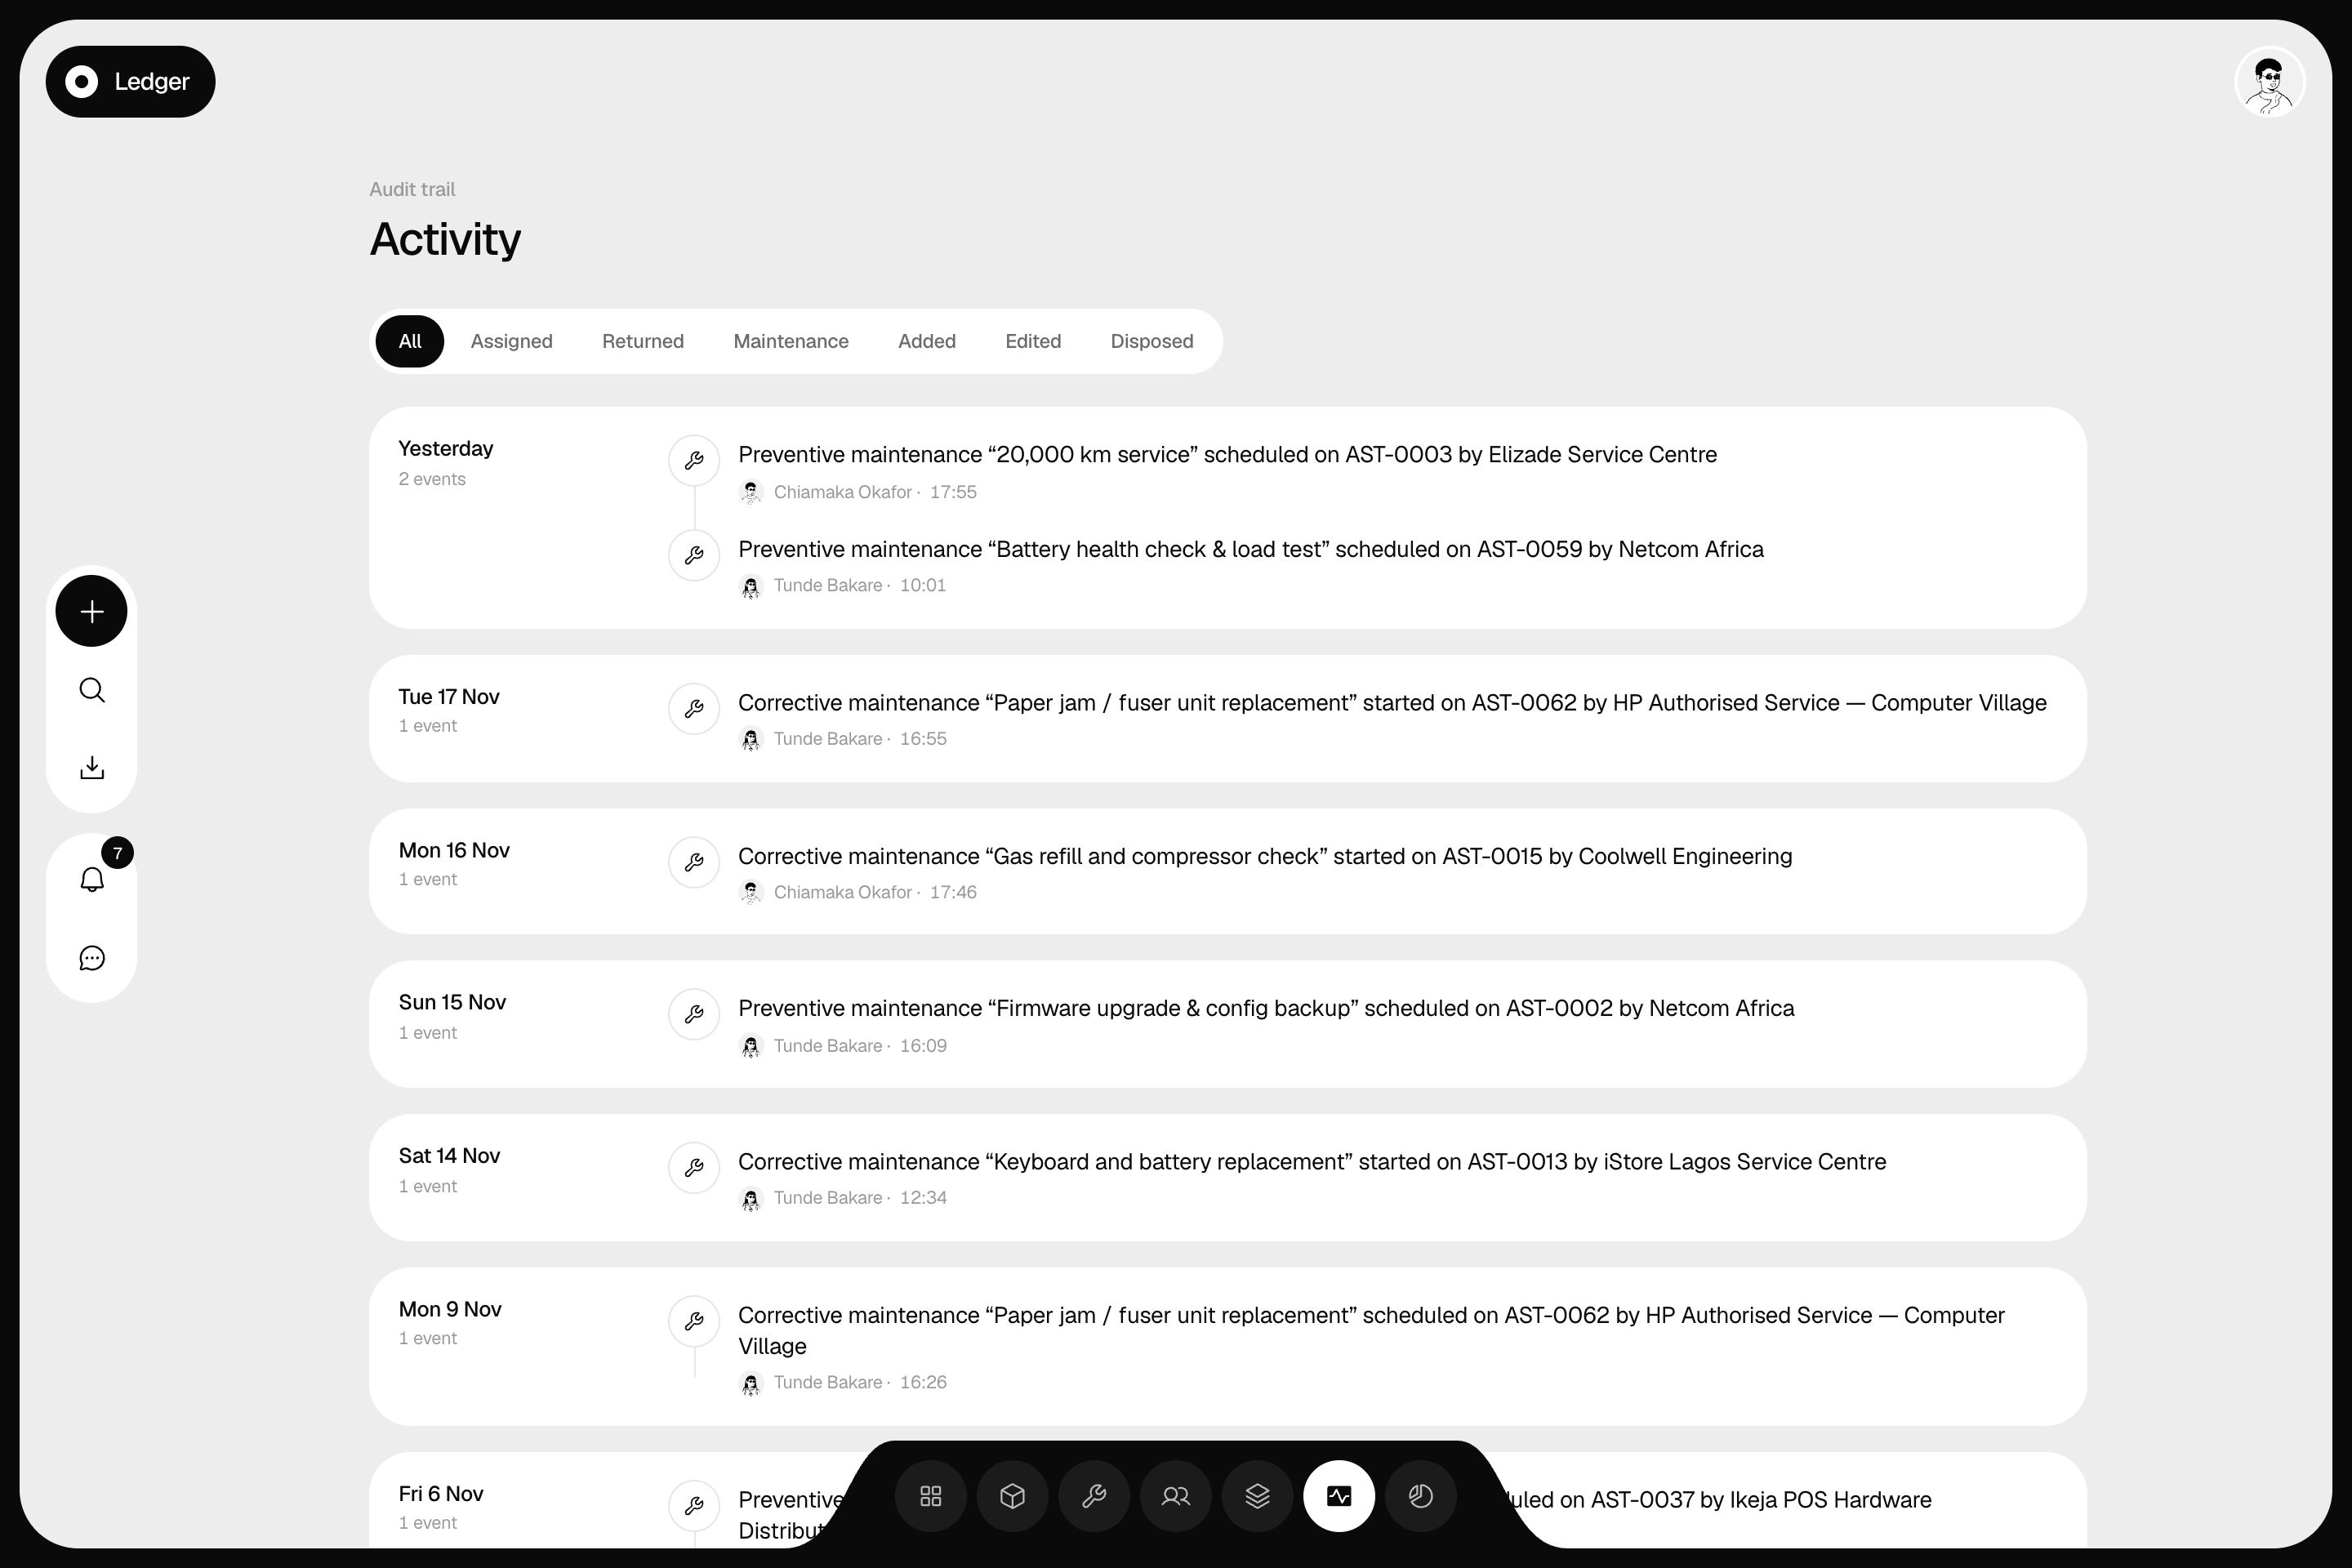 Ledger
Audit trail
Activity
All Assigned Returned Maintenance Added Edited Disposed
Yesterday
2 events
Preventive maintenance “20,000 km service” scheduled on AST-0003 by Elizade Service Centre
Chiamaka Okafor · 17:55
Preventive maintenance “Battery health check & load test” scheduled on AST-0059 by Netcom Africa
Tunde Bakare · 10:01
Tue 17 Nov
1 event
Corrective maintenance “Paper jam / fuser unit replacement” started on AST-0062 by HP Authorised Service — Computer Village
Tunde Bakare · 16:55
7
Mon 16 Nov
1 event
Corrective maintenance “Gas refill and compressor check” started on AST-0015 by Coolwell Engineering
Chiamaka Okafor · 17:46
Sun 15 Nov
1 event
Preventive maintenance “Firmware upgrade & config backup” scheduled on AST-0002 by Netcom Africa
Tunde Bakare · 16:09
Sat 14 Nov
1 event
Corrective maintenance “Keyboard and battery replacement” started on AST-0013 by iStore Lagos Service Centre
Tunde Bakare · 12:34
Mon 9 Nov
1 event
Corrective maintenance “Paper jam / fuser unit replacement” scheduled on AST-0062 by HP Authorised Service — Computer
Village
Tunde Bakare · 16:26
Fri 6 Nov
1 event
Preventive on AST-0037 by Ikeja POS Hardware